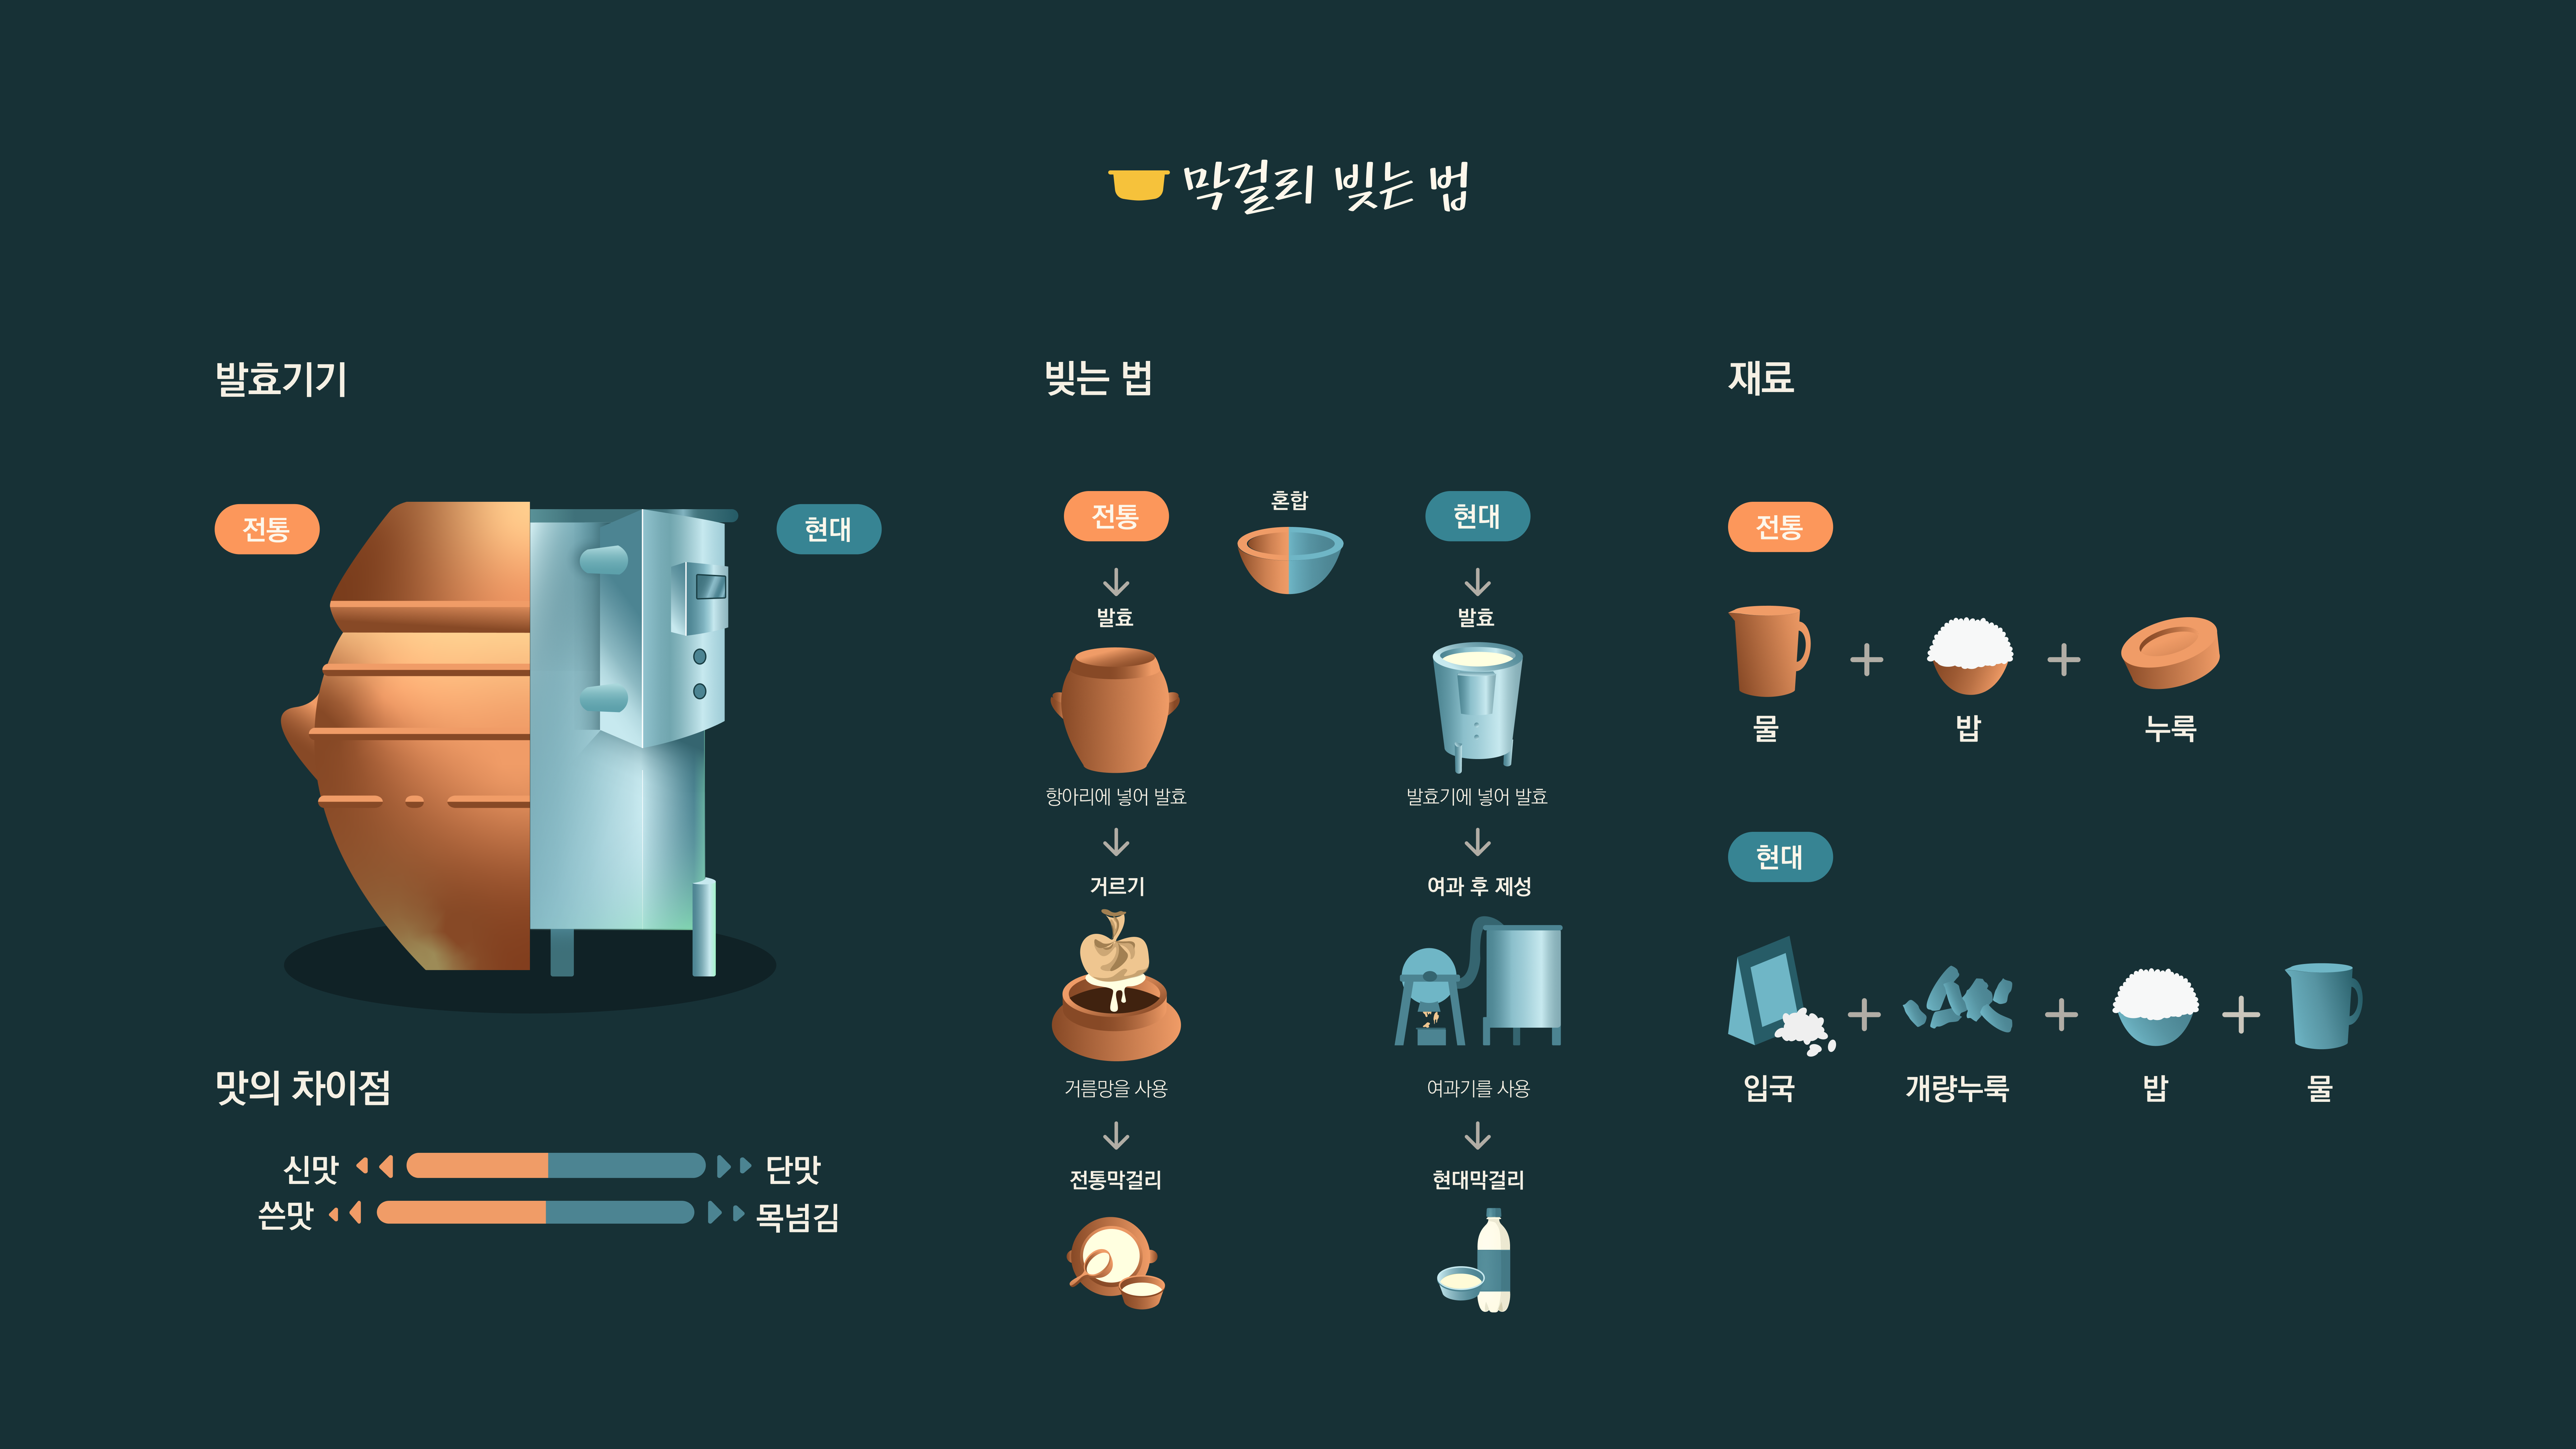 막걸리 빚는 법
발효기기
전통
현대
맛의 차이점
신맛
단맛
쓴맛
목넘김
빚는 법
혼합
전통
발효
항아리에 넣어 발효
거르기
거름망을 사용
전통막걸리
현대
발효
발효기에 넣어 발효
여과 후 제성
여과기를 사용
현대막걸리
재료
전통
물 + 밥 + 누룩
현대
입국 + 개량누룩 + 밥 + 물